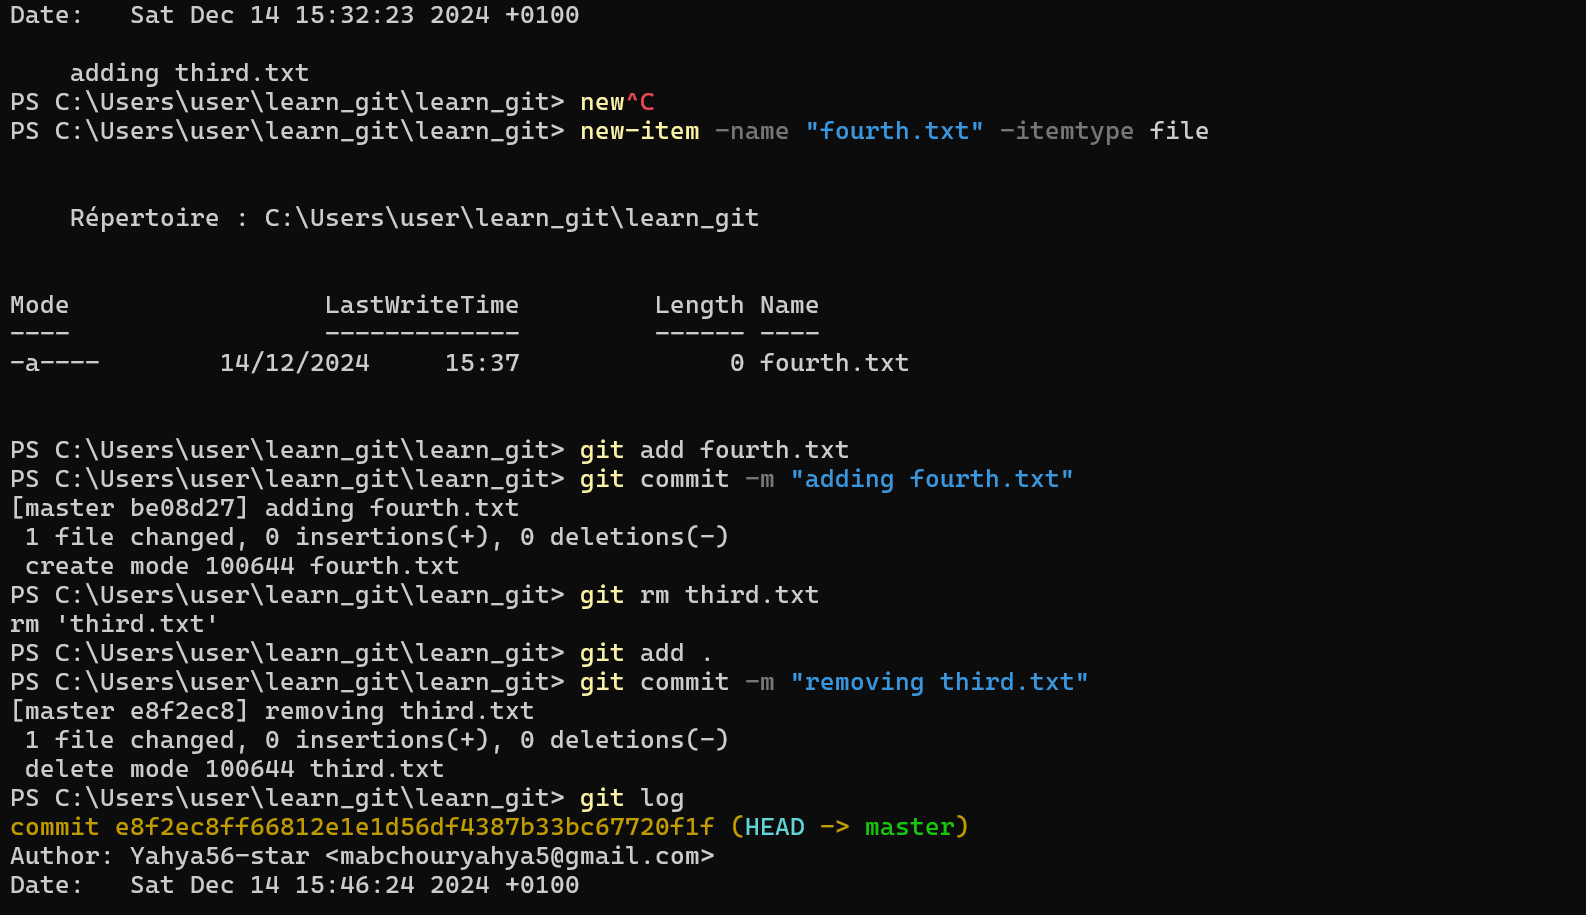 Date:   Sat Dec 14 15:32:23 2024 +0100
    adding third.txt
PS C:\Users\user\learn_git\learn_git> new^C
PS C:\Users\user\learn_git\learn_git> new-item -name "fourth.txt" -itemtype file
    Répertoire : C:\Users\user\learn_git\learn_git
Mode                 LastWriteTime         Length Name
----                 -------------         ------ ----
-a----        14/12/2024     15:37              0 fourth.txt
PS C:\Users\user\learn_git\learn_git> git add fourth.txt
PS C:\Users\user\learn_git\learn_git> git commit -m "adding fourth.txt"
[master be08d27] adding fourth.txt
 1 file changed, 0 insertions(+), 0 deletions(-)
 create mode 100644 fourth.txt
PS C:\Users\user\learn_git\learn_git> git rm third.txt
rm 'third.txt'
PS C:\Users\user\learn_git\learn_git> git add .
PS C:\Users\user\learn_git\learn_git> git commit -m "removing third.txt"
[master e8f2ec8] removing third.txt
 1 file changed, 0 insertions(+), 0 deletions(-)
 delete mode 100644 third.txt
PS C:\Users\user\learn_git\learn_git> git log
commit e8f2ec8ff66812e1e1d56df4387b33bc67720f1f (HEAD -> master)
Author: Yahya56-star <mabchouryahya5@gmail.com>
Date:   Sat Dec 14 15:46:24 2024 +0100